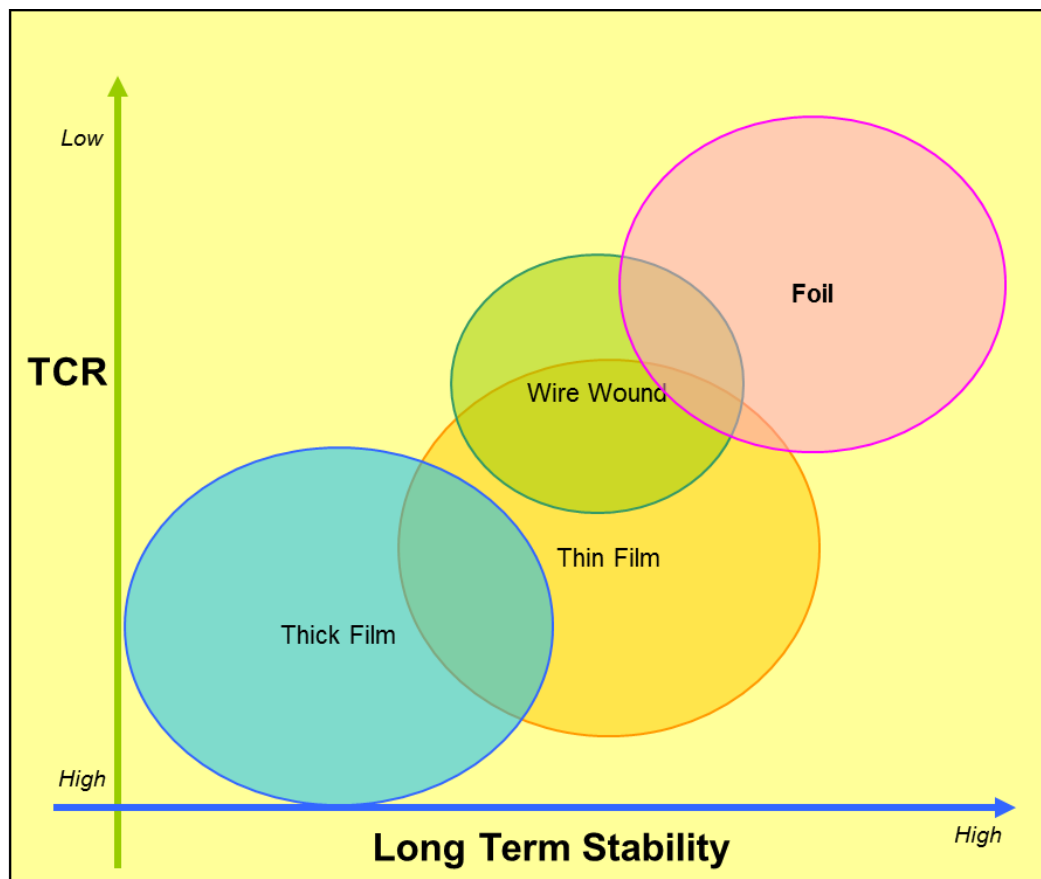 Low
Foil
TCR
Wire Wound
Thin Film
Thick Film
High
High
Long Term Stability